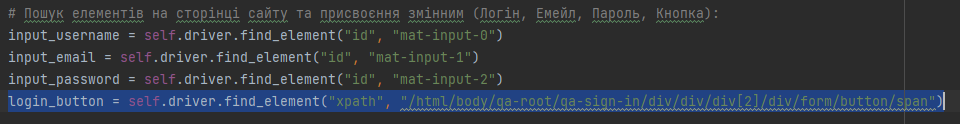 # Пошук елементів на сторінці сайту та присвоєння змінним (Логін, Емейл, Пароль, Кнопка):
input_username = self.driver.find_element("id", "mat-input-0")
input_email = self.driver.find_element("id", "mat-input-1")
input_password = self.driver.find_element("id", "mat-input-2")
login_button = self.driver.find_element("xpath", "/html/body/qa-root/qa-sign-in/div/div/div[2]/div/form/button/span")